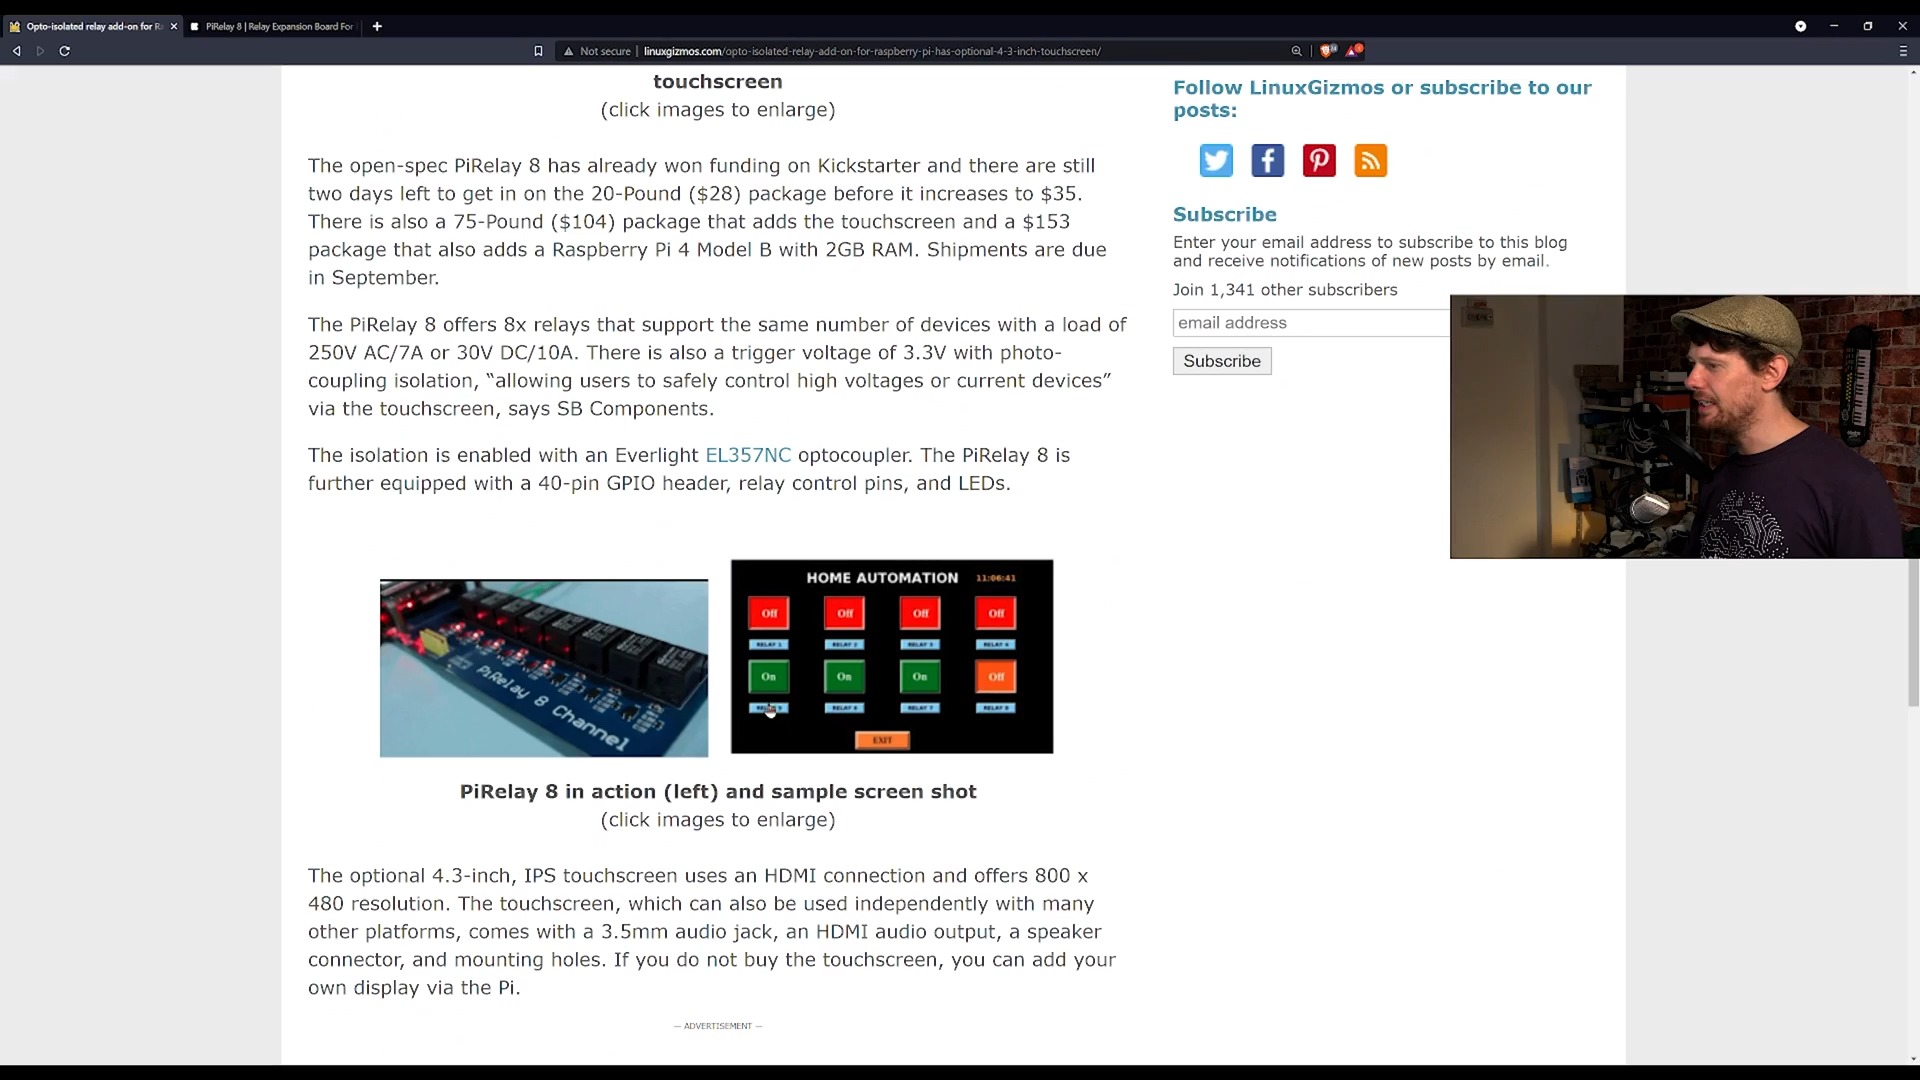 Opto-isolated relay add-on for Ra
PiRelay 8 | Relay Expansion Board For
Not secure
linuxgizmos.com/opto-isolated-relay-add-on-for-raspberry-pi-has-optional-4-3-inch-touchscreen/
touchscreen
(click images to enlarge)
The open-spec PiRelay 8 has already won funding on Kickstarter and there are still
two days left to get in on the 20-Pound ($28) package before it increases to $35.
There is also a 75-Pound ($104) package that adds the touchscreen and a $153
package that also adds a Raspberry Pi 4 Model B with 2GB RAM. Shipments are due
in September.
The PiRelay 8 offers 8x relays that support the same number of devices with a load of
250V AC/7A or 30V DC/10A. There is also a trigger voltage of 3.3V with photo-
coupling isolation, “allowing users to safely control high voltages or current devices”
via the touchscreen, says SB Components.
The isolation is enabled with an Everlight EL357NC optocoupler. The PiRelay 8 is
further equipped with a 40-pin GPIO header, relay control pins, and LEDs.
PiRelay 8 Channel
HOME AUTOMATION 11:06:41
Off Off Off Off
RELAY 1 RELAY 2 RELAY 3 RELAY 4
On On On Off
RELAY 6 RELAY 7 RELAY 8
EXIT
PiRelay 8 in action (left) and sample screen shot
(click images to enlarge)
The optional 4.3-inch, IPS touchscreen uses an HDMI connection and offers 800 x
480 resolution. The touchscreen, which can also be used independently with many
other platforms, comes with a 3.5mm audio jack, an HDMI audio output, a speaker
connector, and mounting holes. If you do not buy the touchscreen, you can add your
own display via the Pi.
— ADVERTISEMENT —
Follow LinuxGizmos or subscribe to our
posts:
Subscribe
Enter your email address to subscribe to this blog
and receive notifications of new posts by email.
Join 1,341 other subscribers
email address
Subscribe